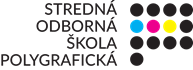 STREDNÁ
ODBORNÁ
ŠKOLA
POLYGRAFICKÁ